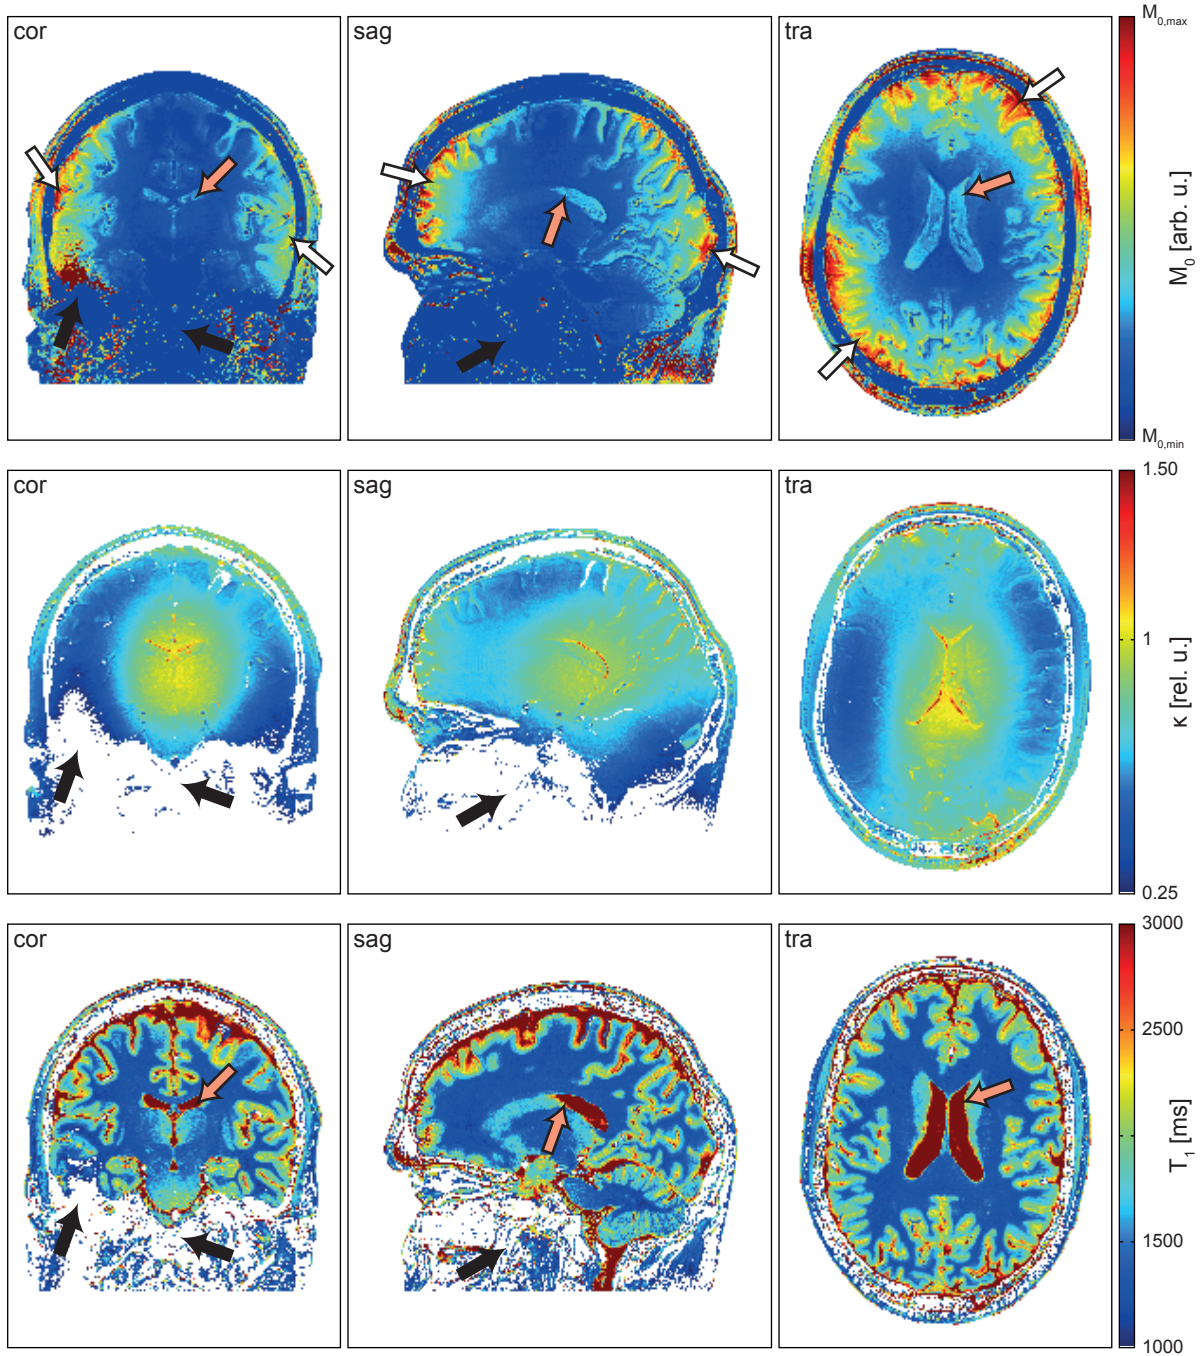 cor
sag
tra
M0,max
M0 [arb. u.]
M0,min
cor
sag
tra
1.50
1
κ [rel. u.]
0.25
cor
sag
tra
3000
2500
T1 [ms]
1500
1000